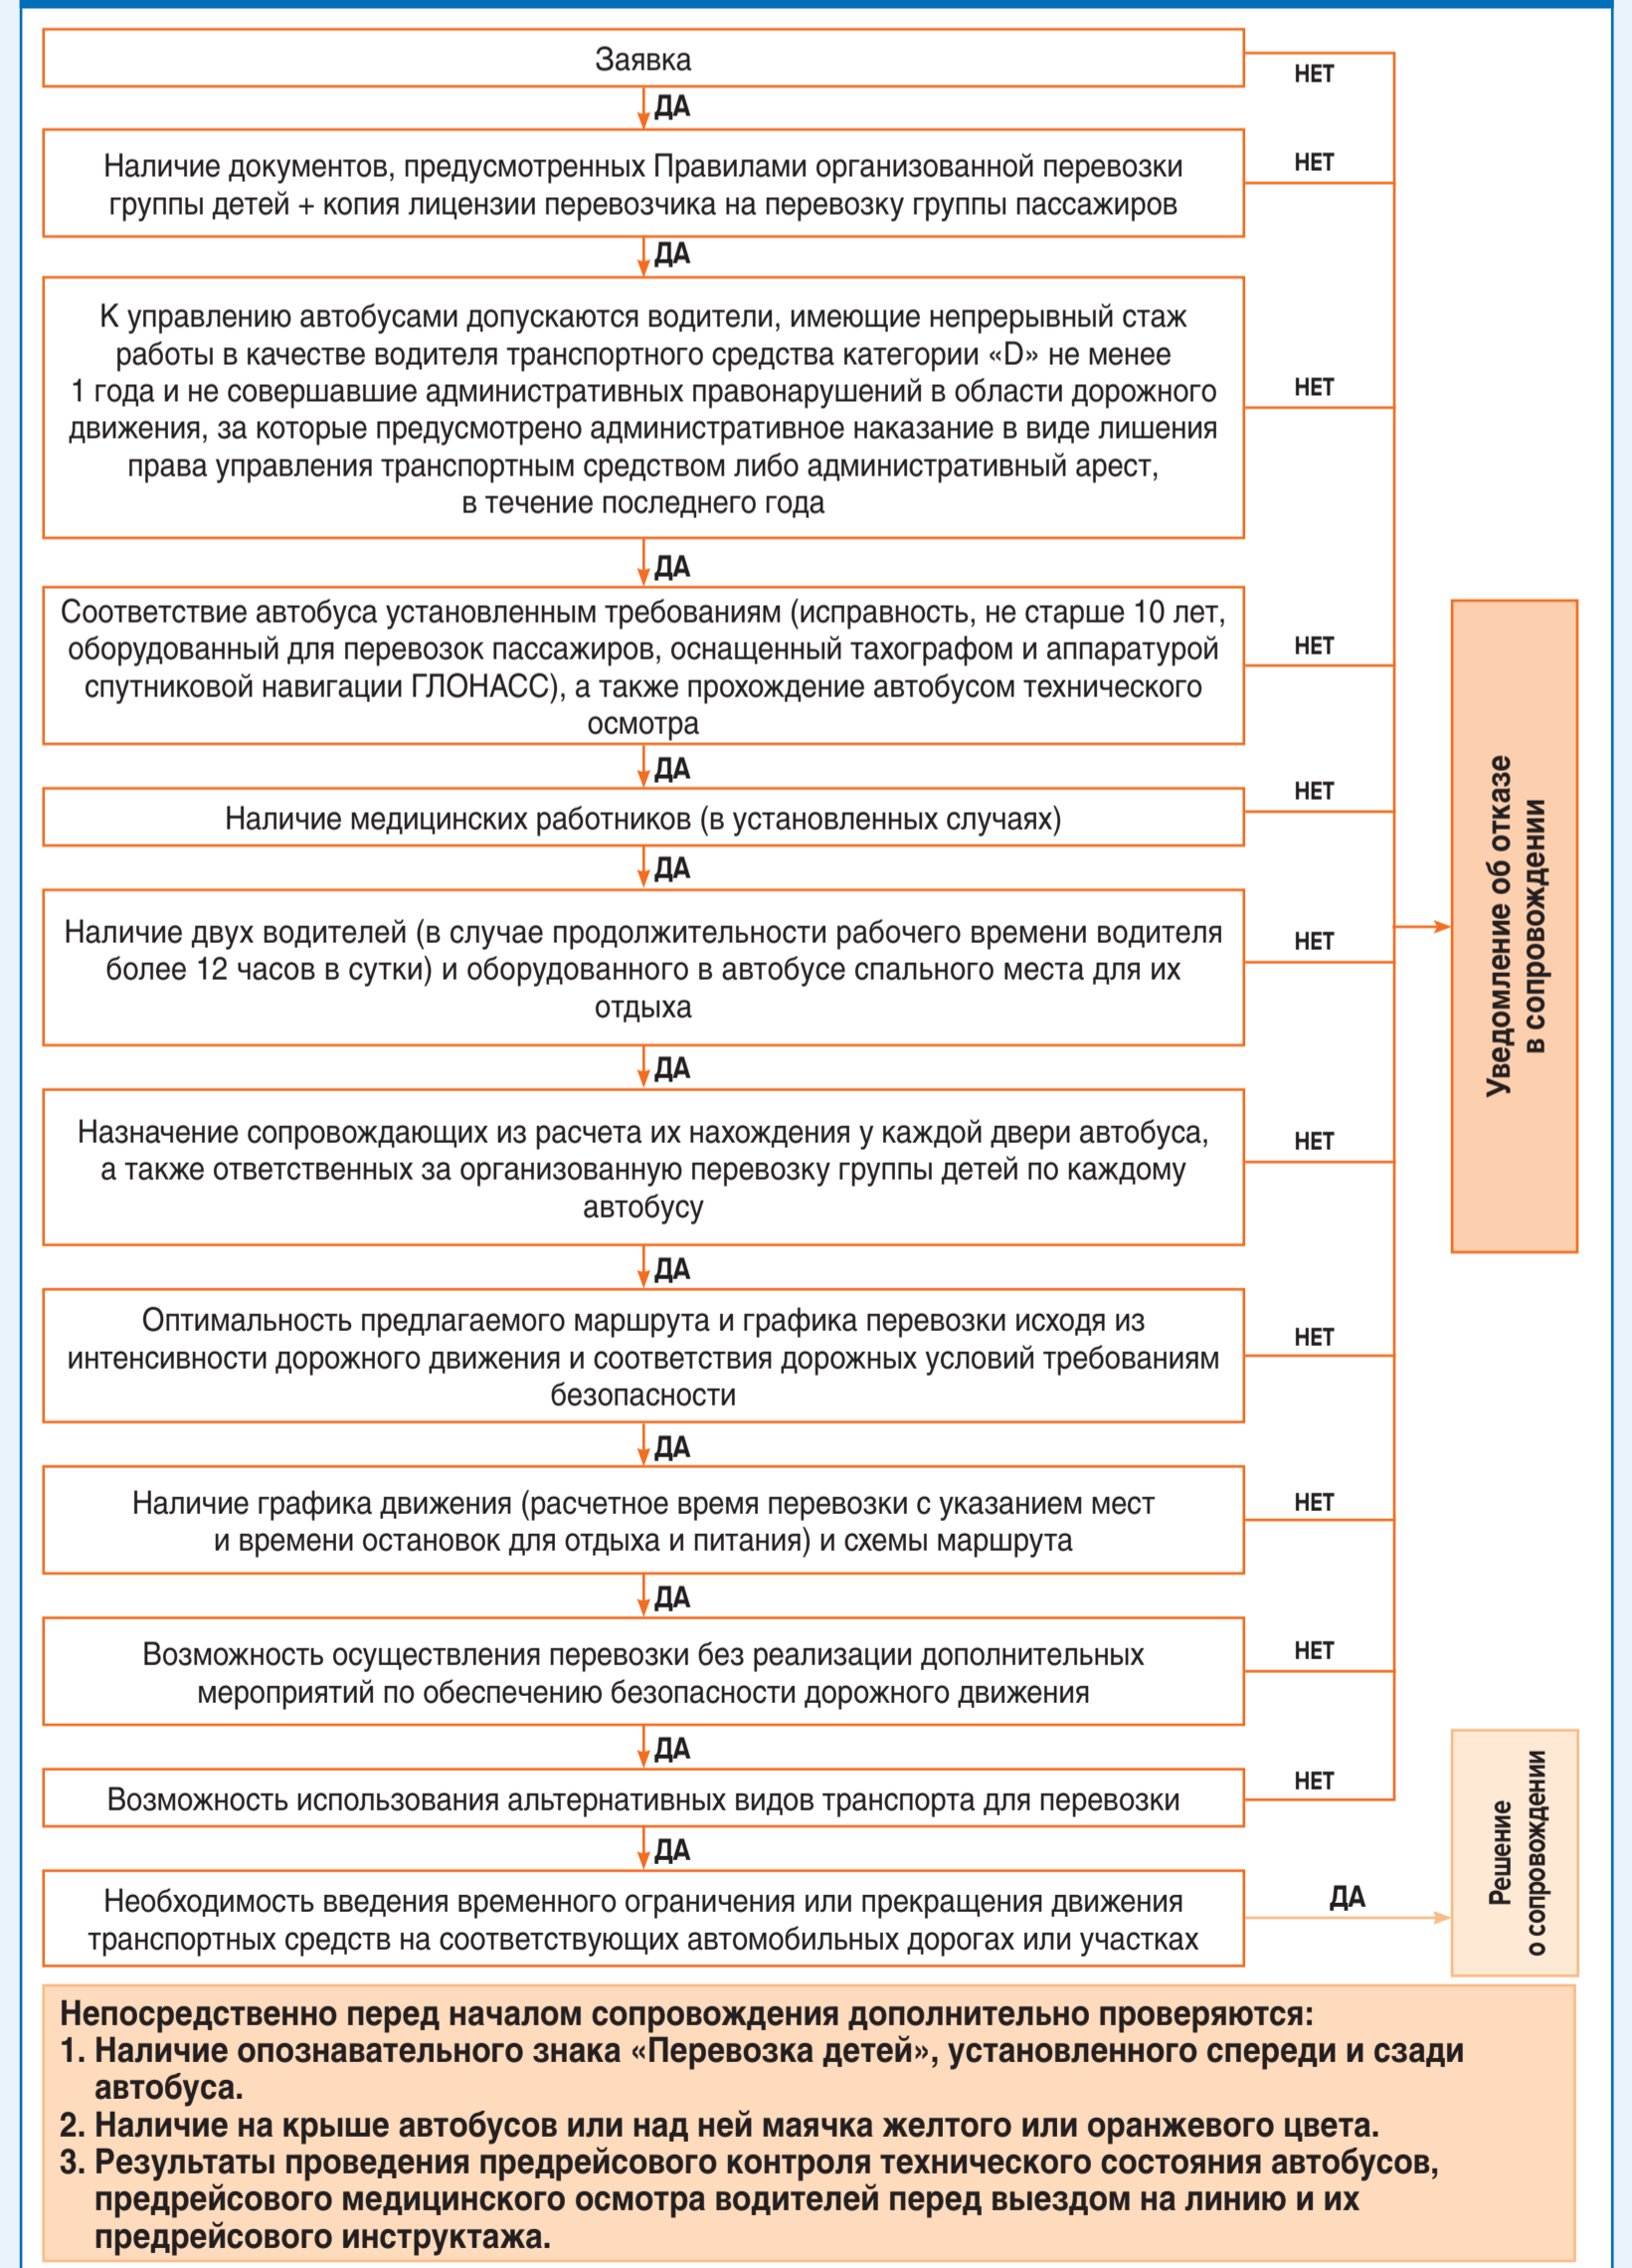 Заявка
НЕТ
ДА
Наличие документов, предусмотренных Правилами организованной перевозки
группы детей + копия лицензии перевозчика на перевозку группы пассажиров
НЕТ
ДА
К управлению автобусами допускаются водители, имеющие непрерывный стаж
работы в качестве водителя транспортного средства категории «D» не менее
1 года и не совершавшие административных правонарушений в области дорожного
движения, за которые предусмотрено административное наказание в виде лишения
права управления транспортным средством либо административный арест,
в течение последнего года
НЕТ
ДА
Соответствие автобуса установленным требованиям (исправность, не старше 10 лет,
оборудованный для перевозок пассажиров, оснащенный тахографом и аппаратурой
спутниковой навигации ГЛОНАСС), а также прохождение автобусом технического
осмотра
НЕТ
ДА
Наличие медицинских работников (в установленных случаях)
НЕТ
ДА
Наличие двух водителей (в случае продолжительности рабочего времени водителя
более 12 часов в сутки) и оборудованного в автобусе спального места для их
отдыха
НЕТ
ДА
Назначение сопровождающих из расчета их нахождения у каждой двери автобуса,
а также ответственных за организованную перевозку группы детей по каждому
автобусу
НЕТ
ДА
Оптимальность предлагаемого маршрута и графика перевозки исходя из
интенсивности дорожного движения и соответствия дорожных условий требованиям
безопасности
НЕТ
ДА
Наличие графика движения (расчетное время перевозки с указанием мест
и времени остановок для отдыха и питания) и схемы маршрута
НЕТ
ДА
Возможность осуществления перевозки без реализации дополнительных
мероприятий по обеспечению безопасности дорожного движения
НЕТ
ДА
Возможность использования альтернативных видов транспорта для перевозки
НЕТ
ДА
Уведомление об отказе
в сопровождении
Необходимость введения временного ограничения или прекращения движения
транспортных средств на соответствующих автомобильных дорогах или участках
ДА
Решение
о сопровождении
Непосредственно перед началом сопровождения дополнительно проверяются:
1. Наличие опознавательного знака «Перевозка детей», установленного спереди и сзади
автобуса.
2. Наличие на крыше автобусов или над ней маячка желтого или оранжевого цвета.
3. Результаты проведения предрейсового контроля технического состояния автобусов,
предрейсового медицинского осмотра водителей перед выездом на линию и их
предрейсового инструктажа.